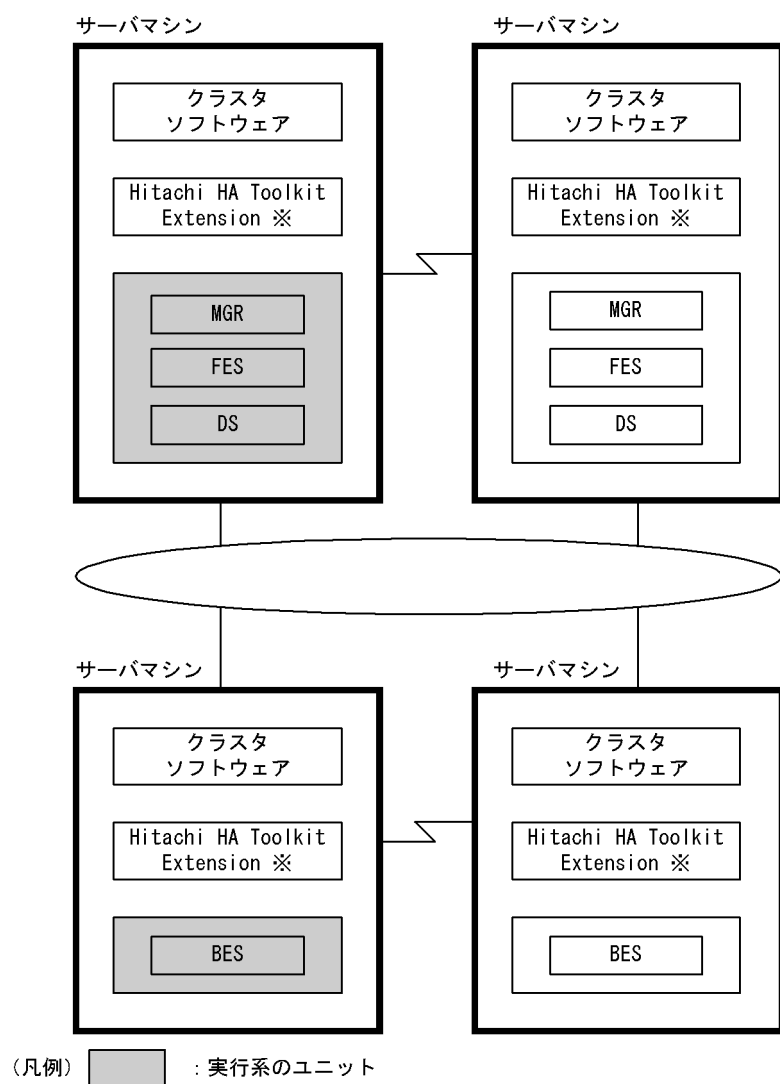 サーバマシン
サーバマシン
クラスタ
ソフトウェア
クラスタ
ソフトウェア
Hitachi HA Toolkit
Extension ※
Hitachi HA Toolkit
Extension ※
MGR
MGR
FES
FES
DS
DS
サーバマシン
サーバマシン
クラスタ
ソフトウェア
クラスタ
ソフトウェア
Hitachi HA Toolkit
Extension ※
Hitachi HA Toolkit
Extension ※
BES
BES
(凡例) :実行系のユニット